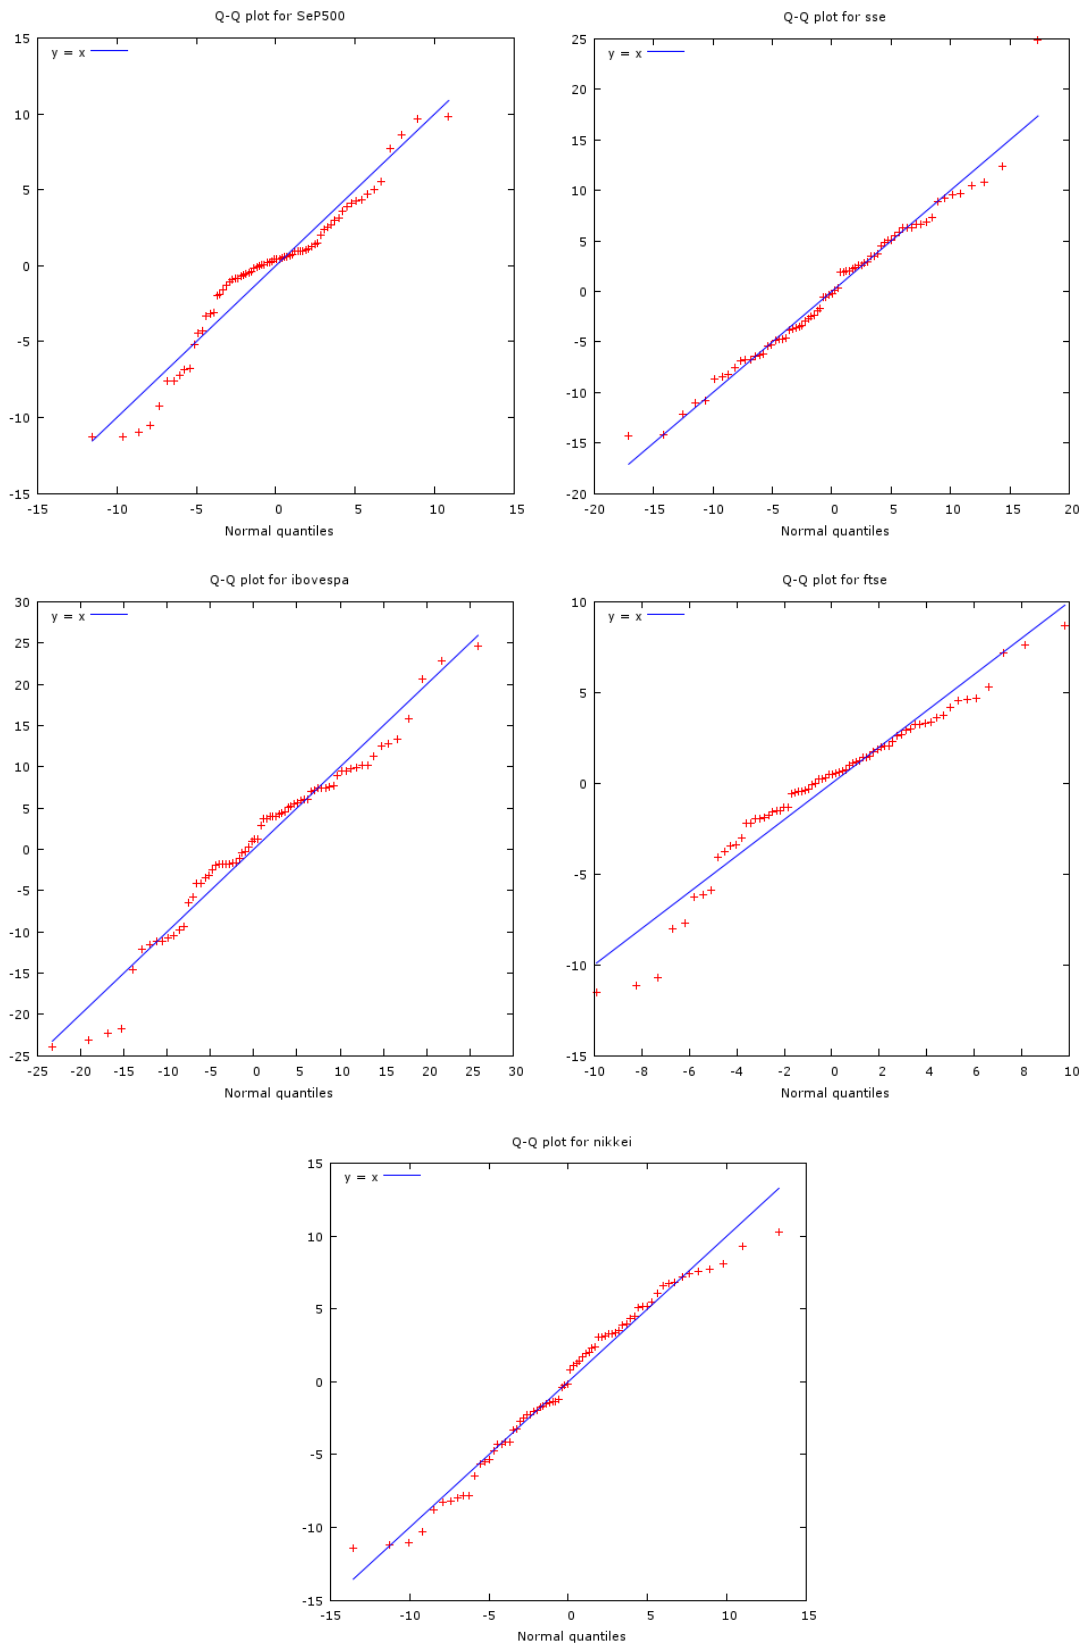 Q-Q plot for SeP500
y = x
15
10
5
0
-5
-10
-15
-15 -10 -5 0 5 10 15
Normal quantiles
Q-Q plot for sse
y = x
25
20
15
10
5
0
-5
-10
-15
-20
-20 -15 -10 -5 0 5 10 15 20
Normal quantiles
Q-Q plot for ibovespa
y = x
30
25
20
15
10
5
0
-5
-10
-15
-20
-25
-25 -20 -15 -10 -5 0 5 10 15 20 25 30
Normal quantiles
Q-Q plot for ftse
y = x
10
5
0
-5
-10
-15
-10 -8 -6 -4 -2 0 2 4 6 8 10
Normal quantiles
Q-Q plot for nikkei
y = x
15
10
5
0
-5
-10
-15
-15 -10 -5 0 5 10 15
Normal quantiles